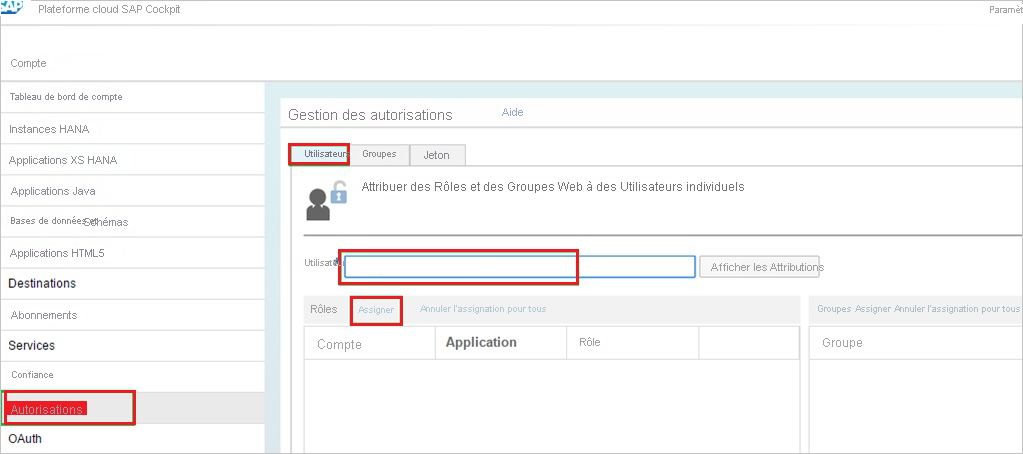 SAP Plateforme cloud SAP Cockpit
Paramèt
Compte
Tableau de bord de compte
Instances HANA
Applications XS HANA
Applications Java
Bases de données et Schémas
Applications HTML5
Destinations
Abonnements
Services
Confiance
Autorisations
OAuth
Gestion des autorisations Aide
Utilisateurs Groupes Jeton
Attribuer des Rôles et des Groupes Web à des Utilisateurs individuels
Utilisateur Afficher les Attributions
Rôles Assigner Annuler l'assignation pour tous
Compte Application Rôle
Groupes Assigner Annuler l'assignation pour tous
Groupe